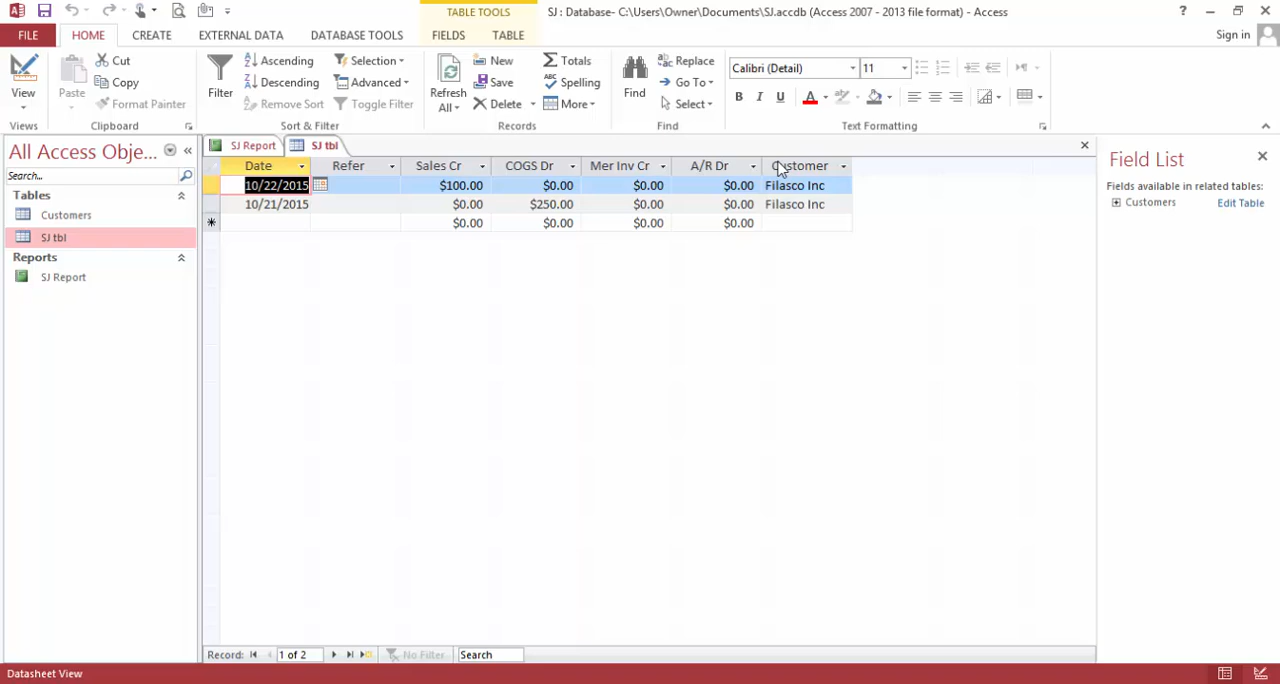 TABLE TOOLS
SJ : Database- C:\Users\Owner\Documents\SJ.accdb (Access 2007 - 2013 file format) - Access
FILE HOME CREATE EXTERNAL DATA DATABASE TOOLS FIELDS TABLE Sign in
View
Views
Paste
Cut
Copy
Format Painter
Clipboard
Filter
Ascending
Descending
Remove Sort
Selection
Advanced
Toggle Filter
Sort & Filter
Refresh
All
New
Save
Delete
Totals
Spelling
More
Records
Find
Replace
Go To
Select
Find
Calibri (Detail) 11
B I U A
Text Formatting
All Access Obje...
Search...
Tables
Customers
SJ tbl
Reports
SJ Report
SJ Report SJ tbl
Date Refer Sales Cr COGS Dr Mer Inv Cr A/R Dr Customer
10/22/2015 $100.00 $0.00 $0.00 $0.00 Filasco Inc
10/21/2015 $0.00 $250.00 $0.00 $0.00 Filasco Inc
$0.00 $0.00 $0.00 $0.00
Field List
Fields available in related tables:
Customers Edit Table
Record: 1 of 2 No Filter Search
Datasheet View